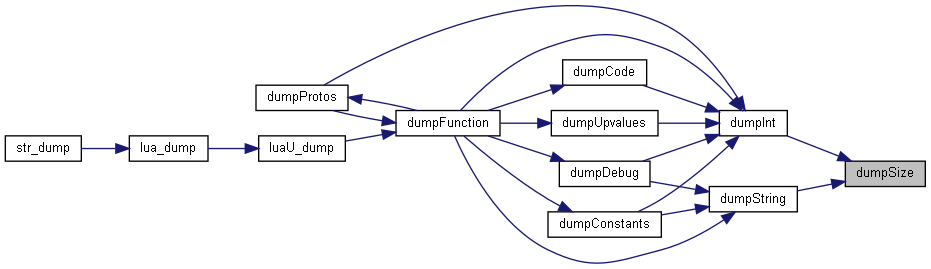 dumpCode
dumpProtos
dumpFunction
dumpUpvalues
dumpInt
str_dump
lua_dump
luaU_dump
dumpDebug
dumpSize
dumpString
dumpConstants